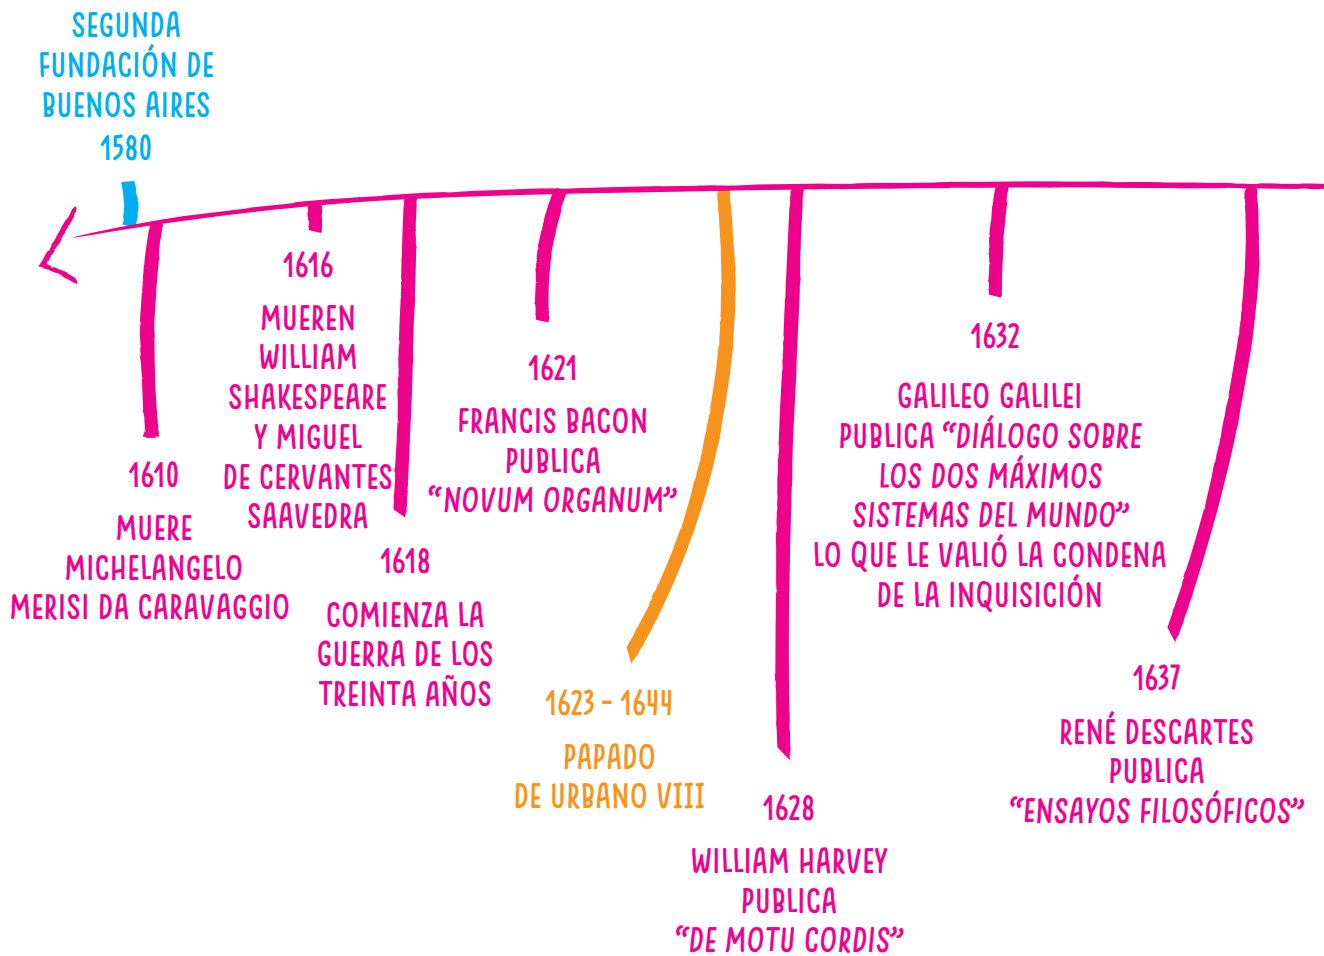 SEGUNDA
FUNDACIÓN DE
BUENOS AIRES
1580
1610
MUERE
MICHELANGELO
MERISI DA CARAVAGGIO
1616
MUEREN
WILLIAM
SHAKESPEARE
Y MIGUEL
DE CERVANTES
SAAVEDRA
1618
COMIENZA LA
GUERRA DE LOS
TREINTA AÑOS
1621
FRANCIS BACON
PUBLICA
“NOVUM ORGANUM”
1623 - 1644
PAPADO
DE URBANO VIII
1628
WILLIAM HARVEY
PUBLICA
“DE MOTU CORDIS”
1632
GALILEO GALILEI
PUBLICA “DIÁLOGO SOBRE
LOS DOS MÁXIMOS
SISTEMAS DEL MUNDO”
LO QUE LE VALIÓ LA CONDENA
DE LA INQUISICIÓN
1637
RENÉ DESCARTES
PUBLICA
“ENSAYOS FILOSÓFICOS”